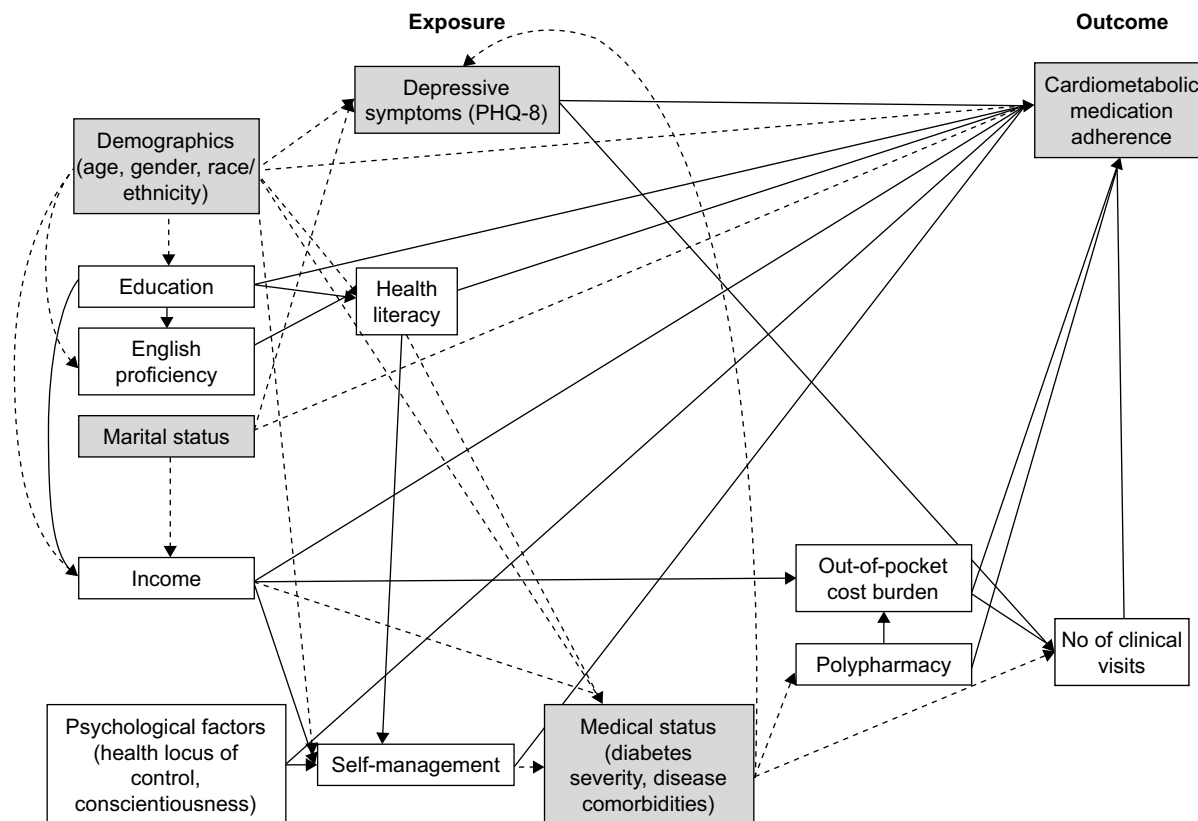 Exposure
Outcome
Depressive
symptoms (PHQ-8)
Cardiometabolic
medication
adherence
Demographics
(age, gender, race/
ethnicity)
Education
Health
literacy
English
proficiency
Marital status
Income
Out-of-pocket
cost burden
Polypharmacy
No of clinical
visits
Psychological factors
(health locus of
control,
conscientiousness)
Self-management
Medical status
(diabetes
severity, disease
comorbidities)